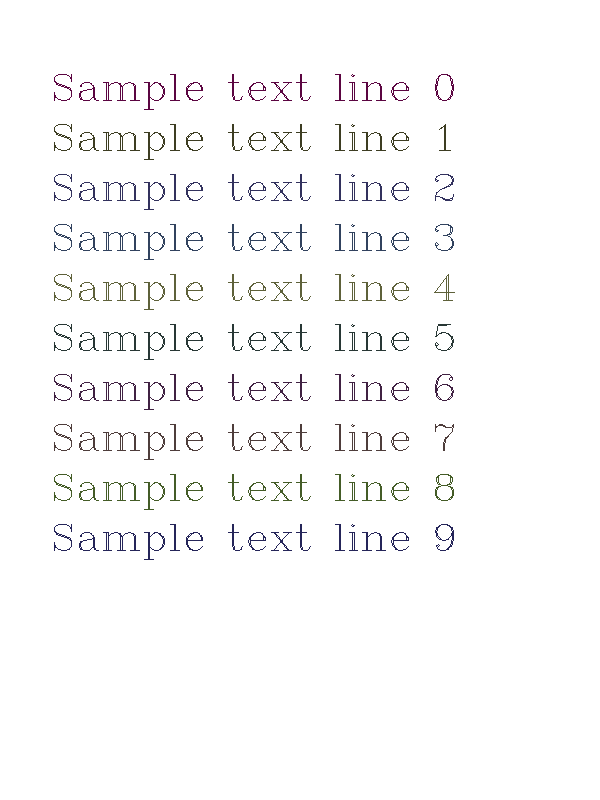 Sample text line 0
Sample text line 1
Sample text line 2
Sample text line 3
Sample text line 4
Sample text line 5
Sample text line 6
Sample text line 7
Sample text line 8
Sample text line 9